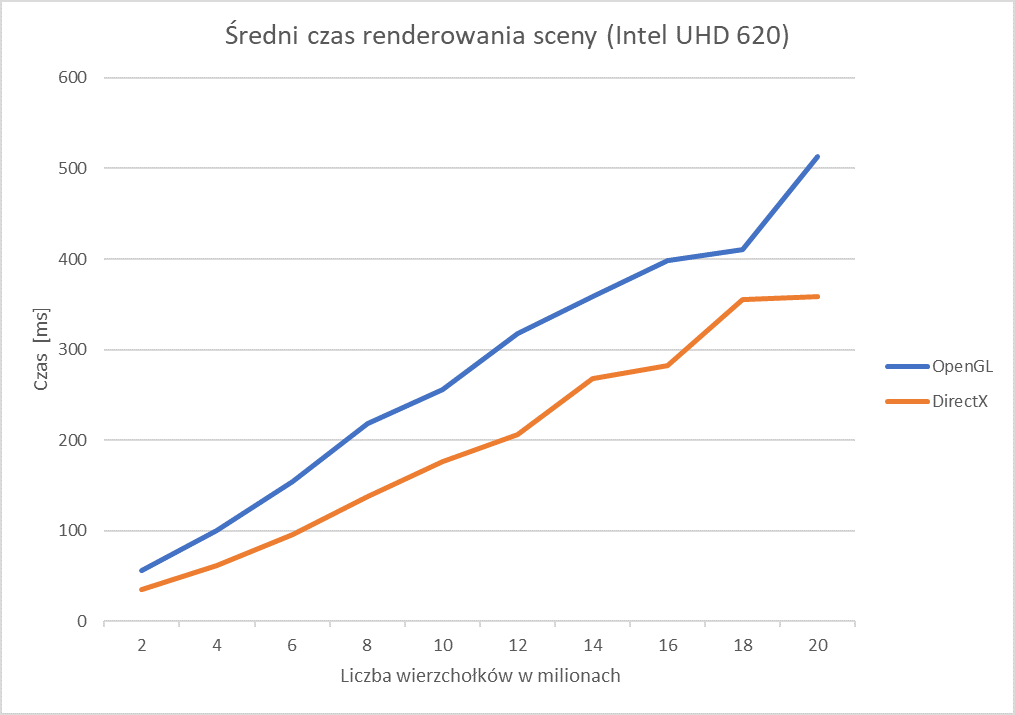 Średni czas renderowania sceny (Intel UHD 620)
600
500
400
300
200
100
0
Czas [ms]
2 4 6 8 10 12 14 16 18 20
Liczba wierzchołków w milionach
OpenGL
DirectX